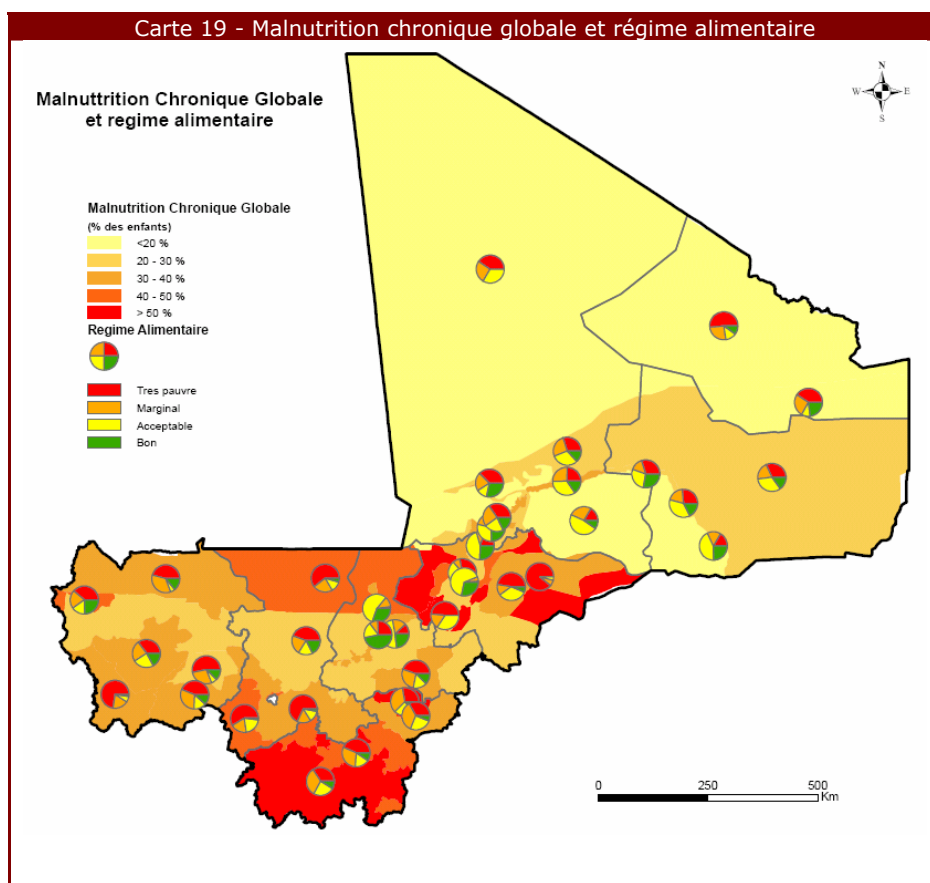 Carte 19 - Malnutrition chronique globale et régime alimentaire
Malnuttrition Chronique Globale
et regime alimentaire
N
W E
S
Malnutrition Chronique Globale
(% des enfants)
<20 %
20 - 30 %
30 - 40 %
40 - 50 %
> 50 %
Regime Alimentaire
Tres pauvre
Marginal
Acceptable
Bon
0 250 500
Km